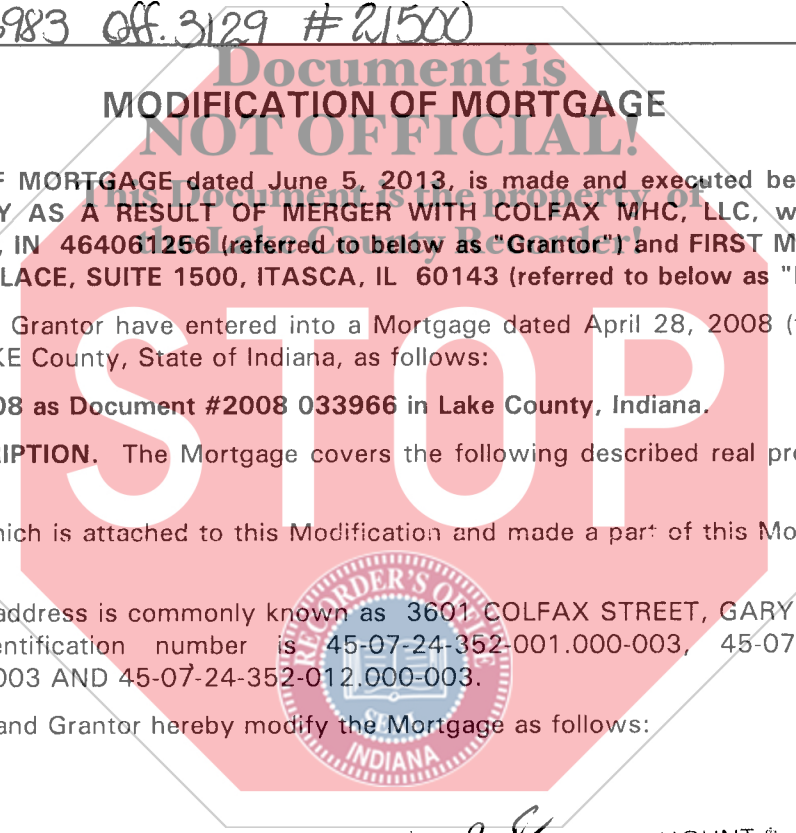 6983 Off. 3129 #21500
Document is
MODIFICATION OF MORTGAGE
NOT OFFICIAL!
F MORTGAGE dated June 5, 2013, is made and executed be
This Document is the property of
Y AS A RESULT OF MERGER WITH COLFAX MHC, LLC, w
, IN 464061256 (referred to below as "Grantor") and FIRST M
the Lake County Recorder!
LACE, SUITE 1500, ITASCA, IL 60143 (referred to below as "
Grantor have entered into a Mortgage dated April 28, 2008 (
KE County, State of Indiana, as follows:
08 as Document #2008 033966 in Lake County, Indiana.
RIPTION. The Mortgage covers the following described real pr
STOP
hich is attached to this Modification and made a part of this Mo
RECORDER'S OFFICE
address is commonly known as 3601 COLFAX STREET, GARY
entification number is 45-07-24-352-001.000-003, 45-07
003 AND 45-07-24-352-012.000-003.
and Grantor hereby modify the Mortgage as follows:
SEAL
INDIANA